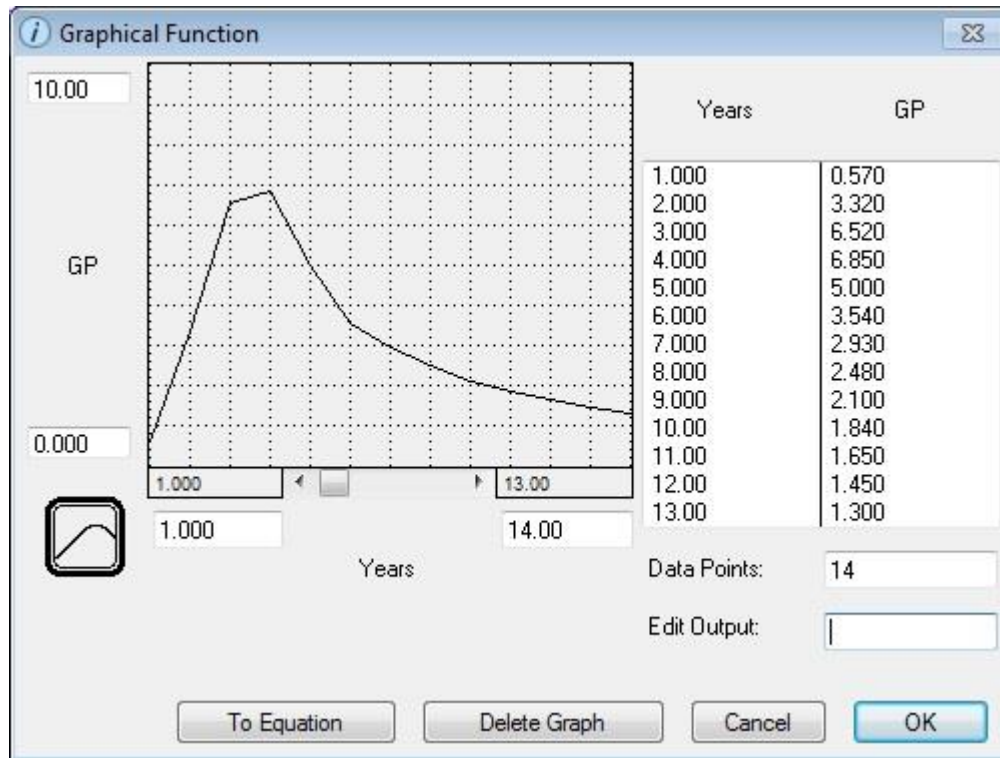 Graphical Function
10.00
GP
0.000
1.000 13.00
1.000 14.00
Years
Years GP
1.000 0.570
2.000 3.320
3.000 6.520
4.000 6.850
5.000 5.000
6.000 3.540
7.000 2.930
8.000 2.480
9.000 2.100
10.00 1.840
11.00 1.650
12.00 1.450
13.00 1.300
Data Points: 14
Edit Output:
To Equation Delete Graph Cancel OK